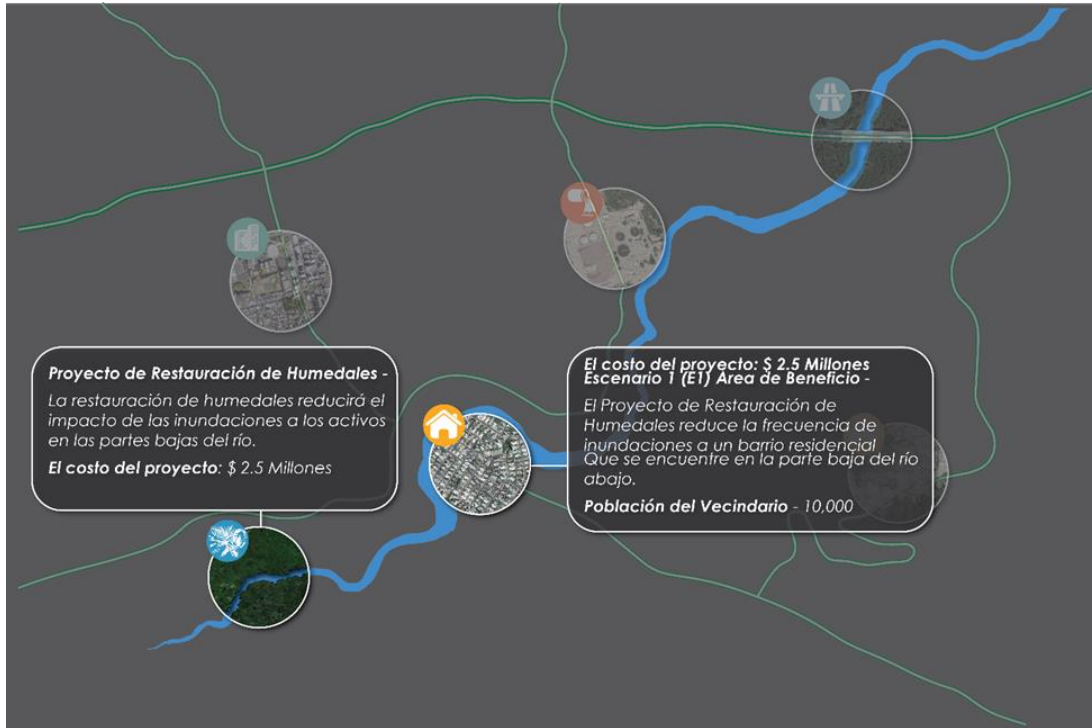 Proyecto de Restauración de Humedales -
La restauración de humedales reducirá el
impacto de las inundaciones a los activos
en las partes bajas del río.
El costo del proyecto: $ 2.5 Millones
El costo del proyecto: $ 2.5 Millones
Escenario 1 (E1) Área de Beneficio -
El Proyecto de Restauración de
Humedales reduce la frecuencia de
inundaciones a un barrio residencial
Que se encuentre en la parte baja del río
abajo.
Población del Vecindario - 10,000